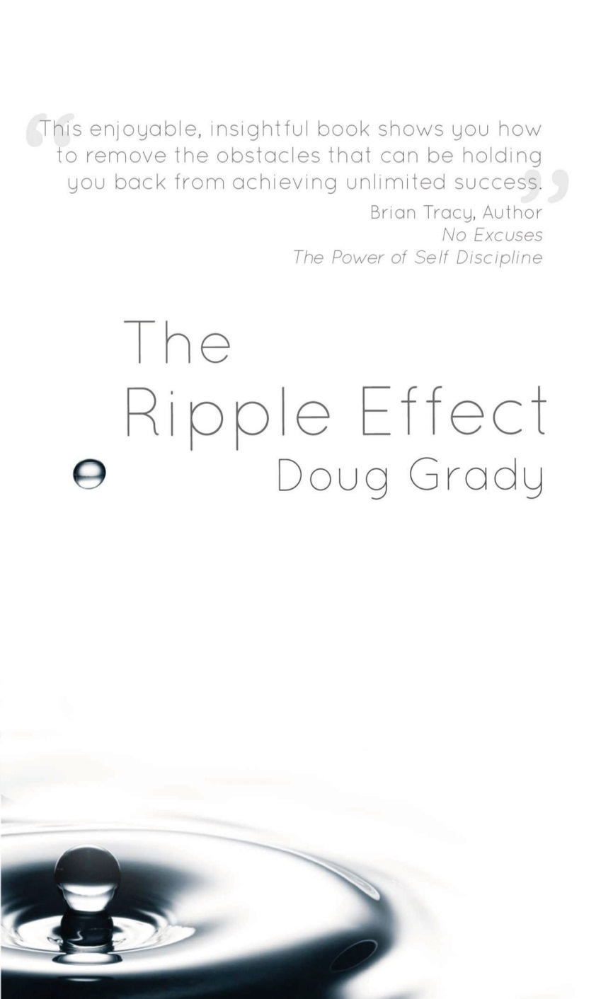 “This enjoyable, insightful book shows you how
to remove the obstacles that can be holding
you back from achieving unlimited success.”
Brian Tracy, Author
No Excuses
The Power of Self Discipline
The
Ripple Effect
Doug Grady